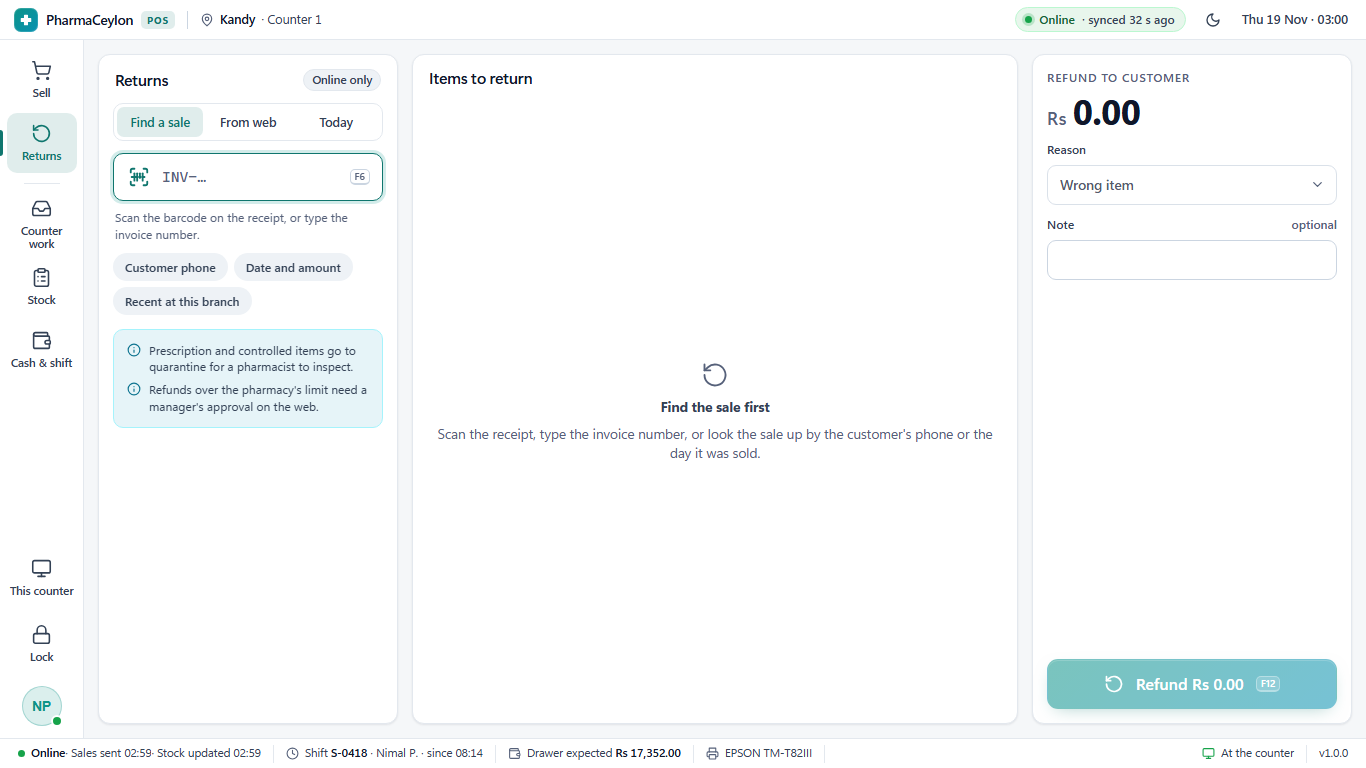 PharmaCeylon POS Kandy · Counter 1 Online · synced 32 s ago Thu 19 Nov · 03:00
Sell
Returns
Counter
work
Stock
Cash & shift
This counter
Lock
NP
Returns Online only
Find a sale From web Today
INV-… F6
Scan the barcode on the receipt, or type the
invoice number.
Customer phone Date and amount
Recent at this branch
Prescription and controlled items go to
quarantine for a pharmacist to inspect.
Refunds over the pharmacy's limit need a
manager's approval on the web.
Items to return
Find the sale first
Scan the receipt, type the invoice number, or look the sale up by the customer's phone or the
day it was sold.
REFUND TO CUSTOMER
Rs 0.00
Reason
Wrong item
Note optional
Refund Rs 0.00 F12
Online · Sales sent 02:59 · Stock updated 02:59 Shift S-0418 · Nimal P. · since 08:14 Drawer expected Rs 17,352.00 EPSON TM-T82III At the counter v1.0.0